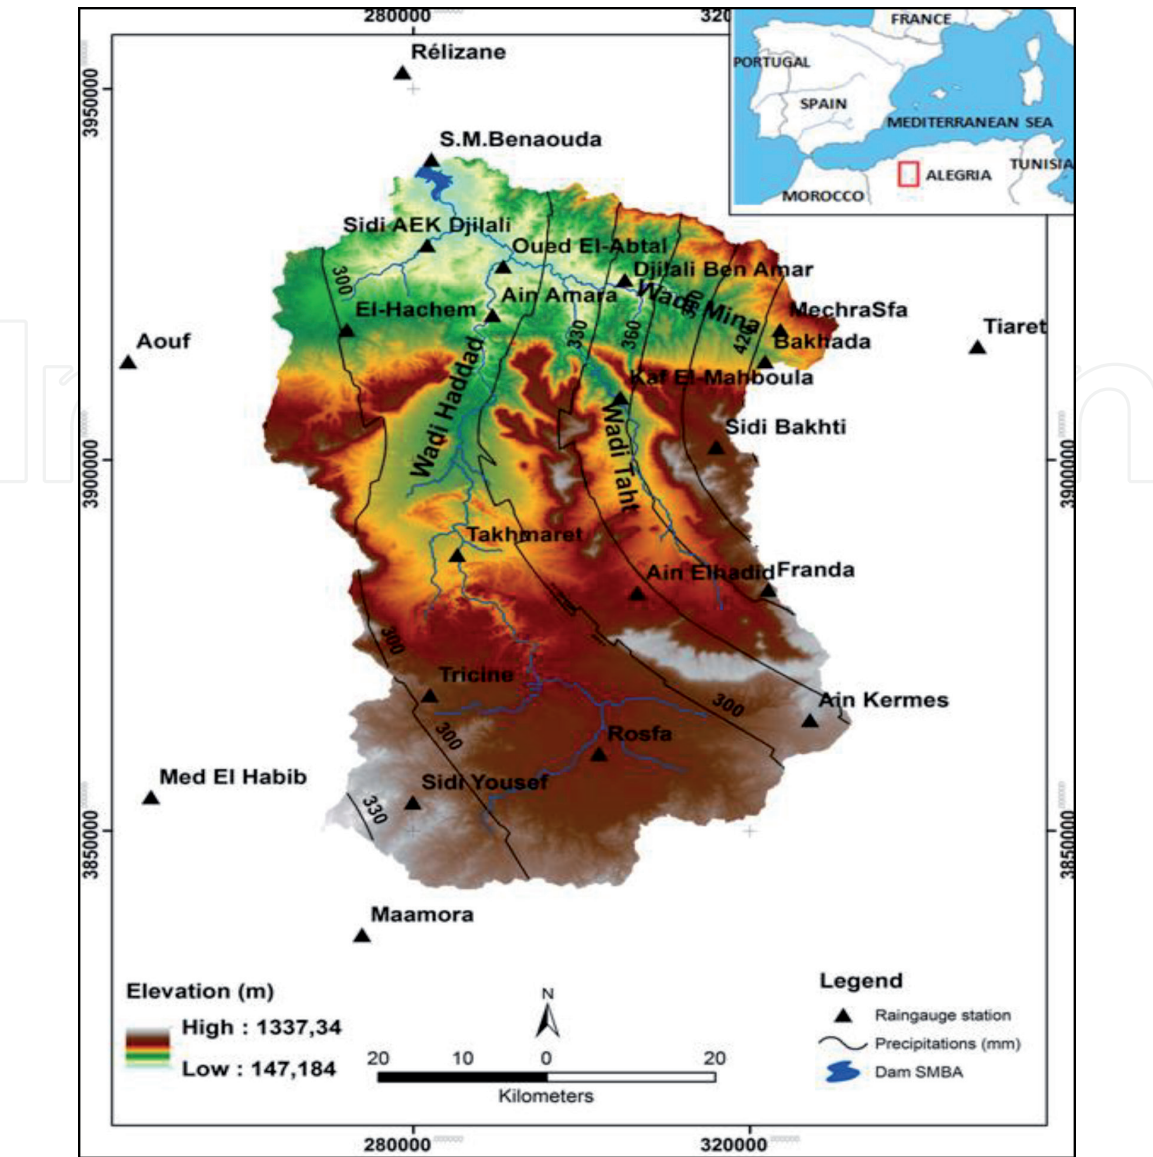 280000
320
FRANCE
PORTUGAL
SPAIN
MEDITERRANEAN SEA
ALEGRIA
TUNISIA
MOROCCO
Rélizane
3950000
S.M.Benaouda
Sidi AEK Djilali
Oued El-Abtal
Djilali Ben Amar
300
Wadi Mina
Ain Amara
El-Hachem
MechraSfa
330
360
390
420
Tiaret
Aouf
Bakhada
Kaf El-Mahboula
Wadi Haddad
Sidi Bakhti
Wadi Taht
3900000
3900000
Takhmaret
Ain Elhadid
Franda
300
Tricine
Ain Kermes
300
300
Rosfa
Med El Habib
Sidi Yousef
330
3850000
3850000
Maamora
Elevation (m)
High : 1337,34
Low : 147,184
N
20 10 0 20
Kilometers
Legend
Raingauge station
Precipitations (mm)
Dam SMBA
280000
320000